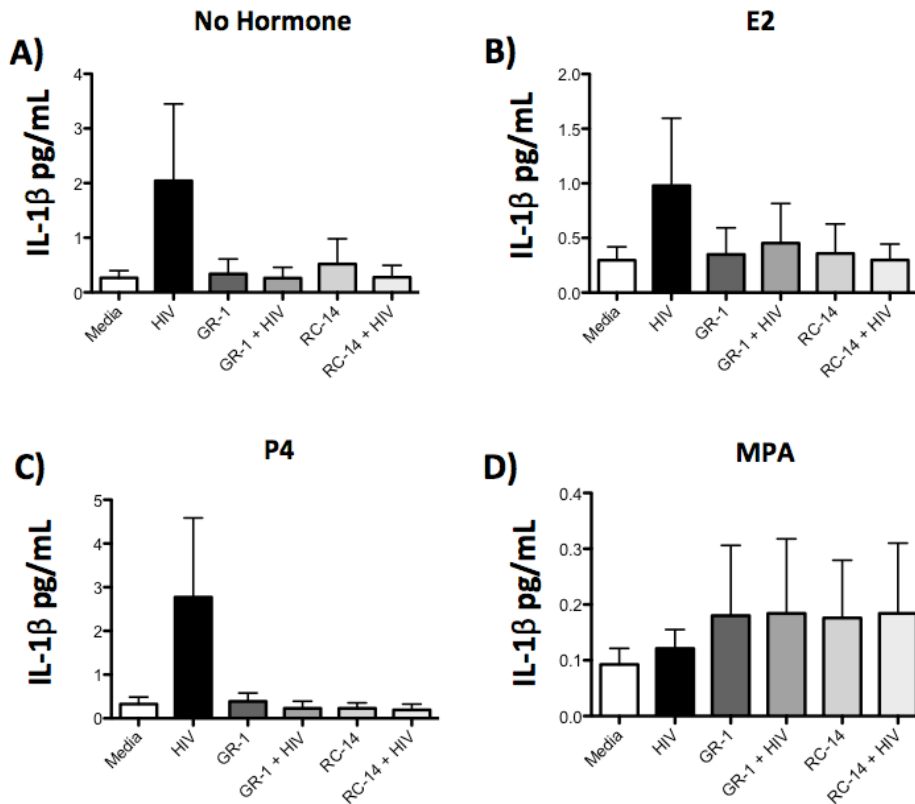 No Hormone
A)
IL-1β pg/mL
4
3
2
1
0
Media
HIV
GR-1
GR-1 + HIV
RC-14
RC-14 + HIV
E2
B)
IL-1β pg/mL
2.0
1.5
1.0
0.5
0.0
Media
HIV
GR-1
GR-1 + HIV
RC-14
RC-14 + HIV
P4
C)
IL-1β pg/mL
5
4
3
2
1
0
Media
HIV
GR-1
GR-1 + HIV
RC-14
RC-14 + HIV
MPA
D)
IL-1β pg/mL
0.4
0.3
0.2
0.1
0.0
Media
HIV
GR-1
GR-1 + HIV
RC-14
RC-14 + HIV